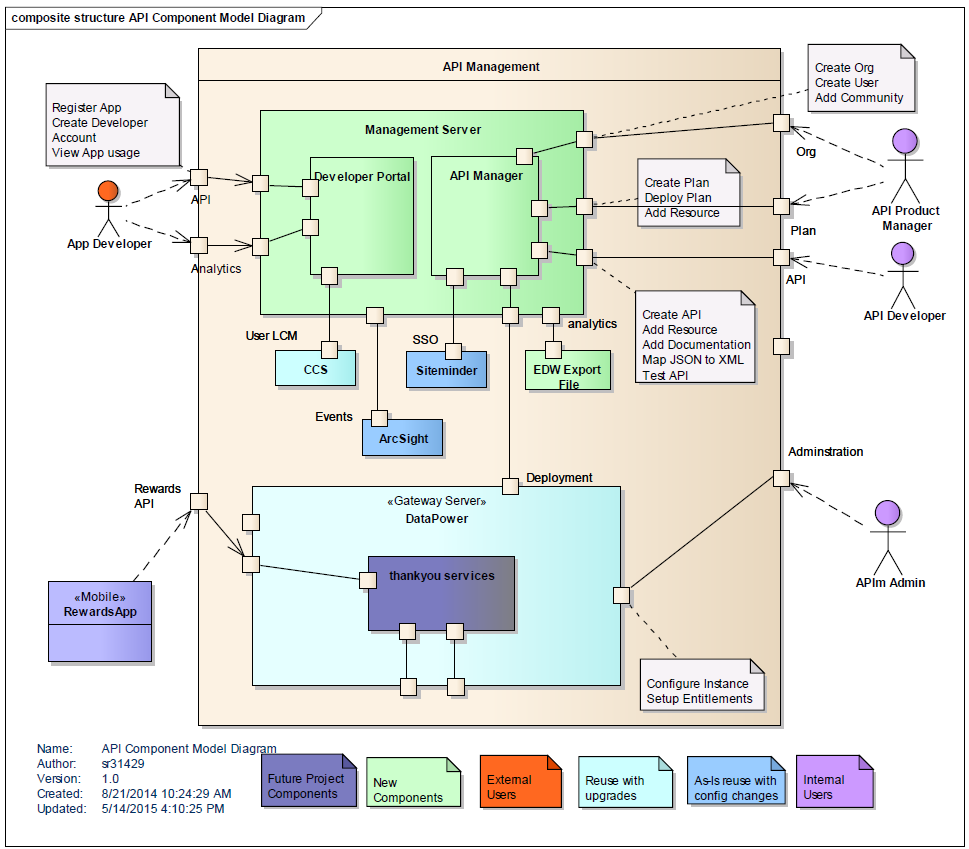 composite structure API Component Model Diagram
API Management
Create Org
Create User
Add Community
Register App
Create Developer
Account
View App usage
Management Server
Developer Portal
API Manager
Org
API Product
Manager
Create Plan
Deploy Plan
Add Resource
API
App Developer
Plan
Analytics
API
API Developer
Create API
Add Resource
Add Documentation
Map JSON to XML
Test API
User LCM
SSO
analytics
CCS
Siteminder
EDW Export
File
Events
ArcSight
Adminstration
Rewards
API
Deployment
«Gateway Server»
DataPower
thankyou services
APIm Admin
«Mobile»
RewardsApp
Configure Instance
Setup Entitlements
Name: API Component Model Diagram
Author: sr31429
Version: 1.0
Created: 8/21/2014 10:24:29 AM
Updated: 5/14/2015 4:10:25 PM
Future Project
Components
New
Components
External
Users
Reuse with
upgrades
As-Is reuse with
config changes
Internal
Users